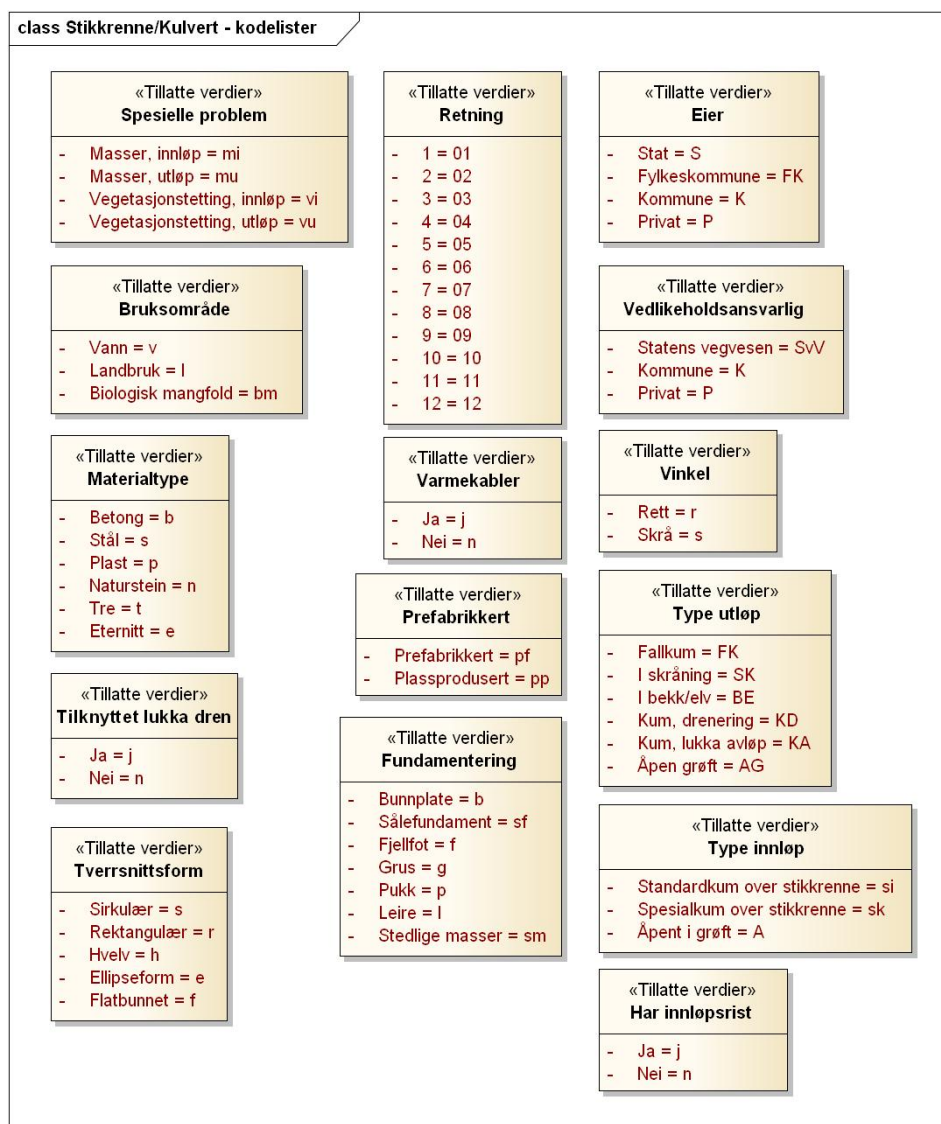 class Stikkrenne/Kulvert - kodelister
«Tillatte verdier»
Spesielle problem
- Masser, innløp = mi
- Masser, utløp = mu
- Vegetasjonstetting, innløp = vi
- Vegetasjonstetting, utløp = vu
«Tillatte verdier»
Bruksområde
- Vann = v
- Landbruk = l
- Biologisk mangfold = bm
«Tillatte verdier»
Materialtype
- Betong = b
- Stål = s
- Plast = p
- Naturstein = n
- Tre = t
- Eternitt = e
«Tillatte verdier»
Tilknyttet lukka dren
- Ja = j
- Nei = n
«Tillatte verdier»
Tverrsnittsform
- Sirkulær = s
- Rektangulær = r
- Hvelv = h
- Ellipseform = e
- Flatbunnet = f
«Tillatte verdier»
Retning
- 1 = 01
- 2 = 02
- 3 = 03
- 4 = 04
- 5 = 05
- 6 = 06
- 7 = 07
- 8 = 08
- 9 = 09
- 10 = 10
- 11 = 11
- 12 = 12
«Tillatte verdier»
Varmekabler
- Ja = j
- Nei = n
«Tillatte verdier»
Prefabrikkert
- Prefabrikkert = pf
- Plassprodusert = pp
«Tillatte verdier»
Fundamentering
- Bunnplate = b
- Sålefundament = sf
- Fjellfot = f
- Grus = g
- Pukk = p
- Leire = l
- Stedlige masser = sm
«Tillatte verdier»
Eier
- Stat = S
- Fylkeskommune = FK
- Kommune = K
- Privat = P
«Tillatte verdier»
Vedlikeholdsansvarlig
- Statens vegvesen = SvV
- Kommune = K
- Privat = P
«Tillatte verdier»
Vinkel
- Rett = r
- Skrå = s
«Tillatte verdier»
Type utløp
- Fallkum = FK
- I skråning = SK
- I bekk/elv = BE
- Kum, drenering = KD
- Kum, lukka avløp = KA
- Åpen grøft = AG
«Tillatte verdier»
Type innløp
- Standardkum over stikkrenne = si
- Spesialkum over stikkrenne = sk
- Åpent i grøft = A
«Tillatte verdier»
Har innløpsrist
- Ja = j
- Nei = n